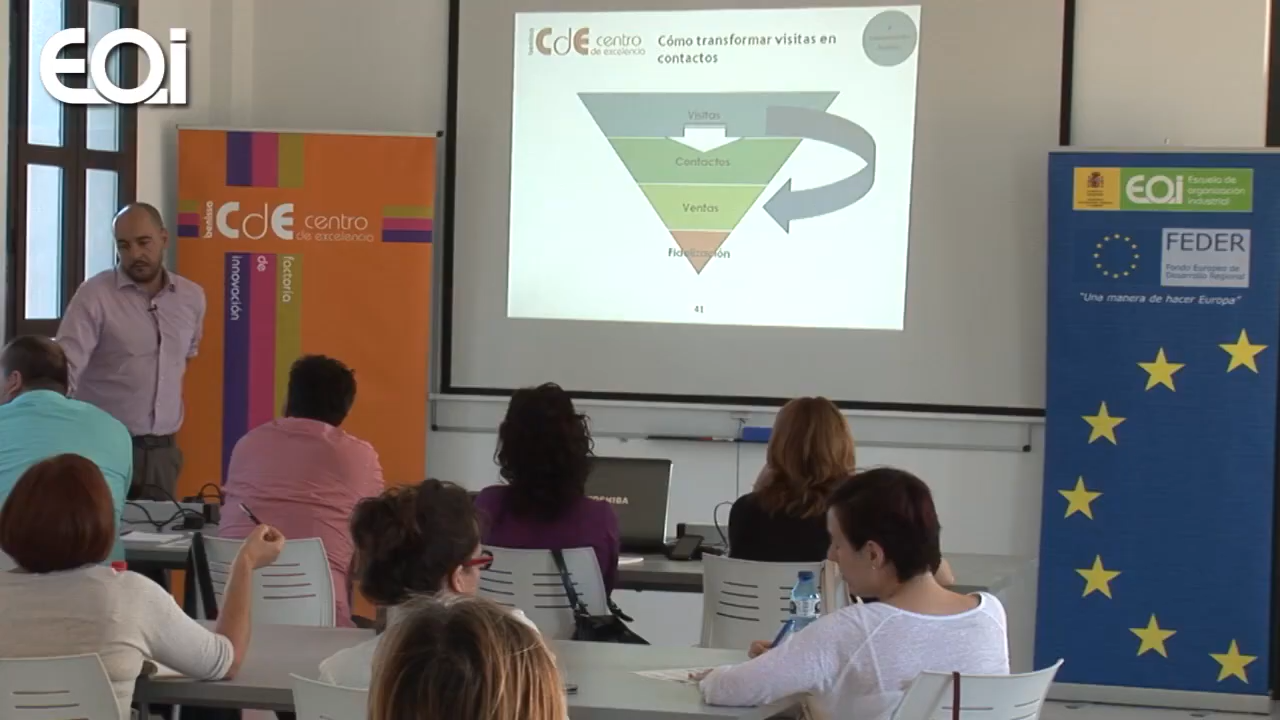 EOi
benissa
CdE centro
de excelencia
Cómo transformar visitas en
contactos
Visitas
Contactos
Ventas
Fidelización
41
benissa
CdE centro
de excelencia
innovación
de
factoría
EOi
Escuela de
organización
industrial
FEDER
Fondo Europeo de
Desarrollo Regional
"Una manera de hacer Europa"
TOSHIBA